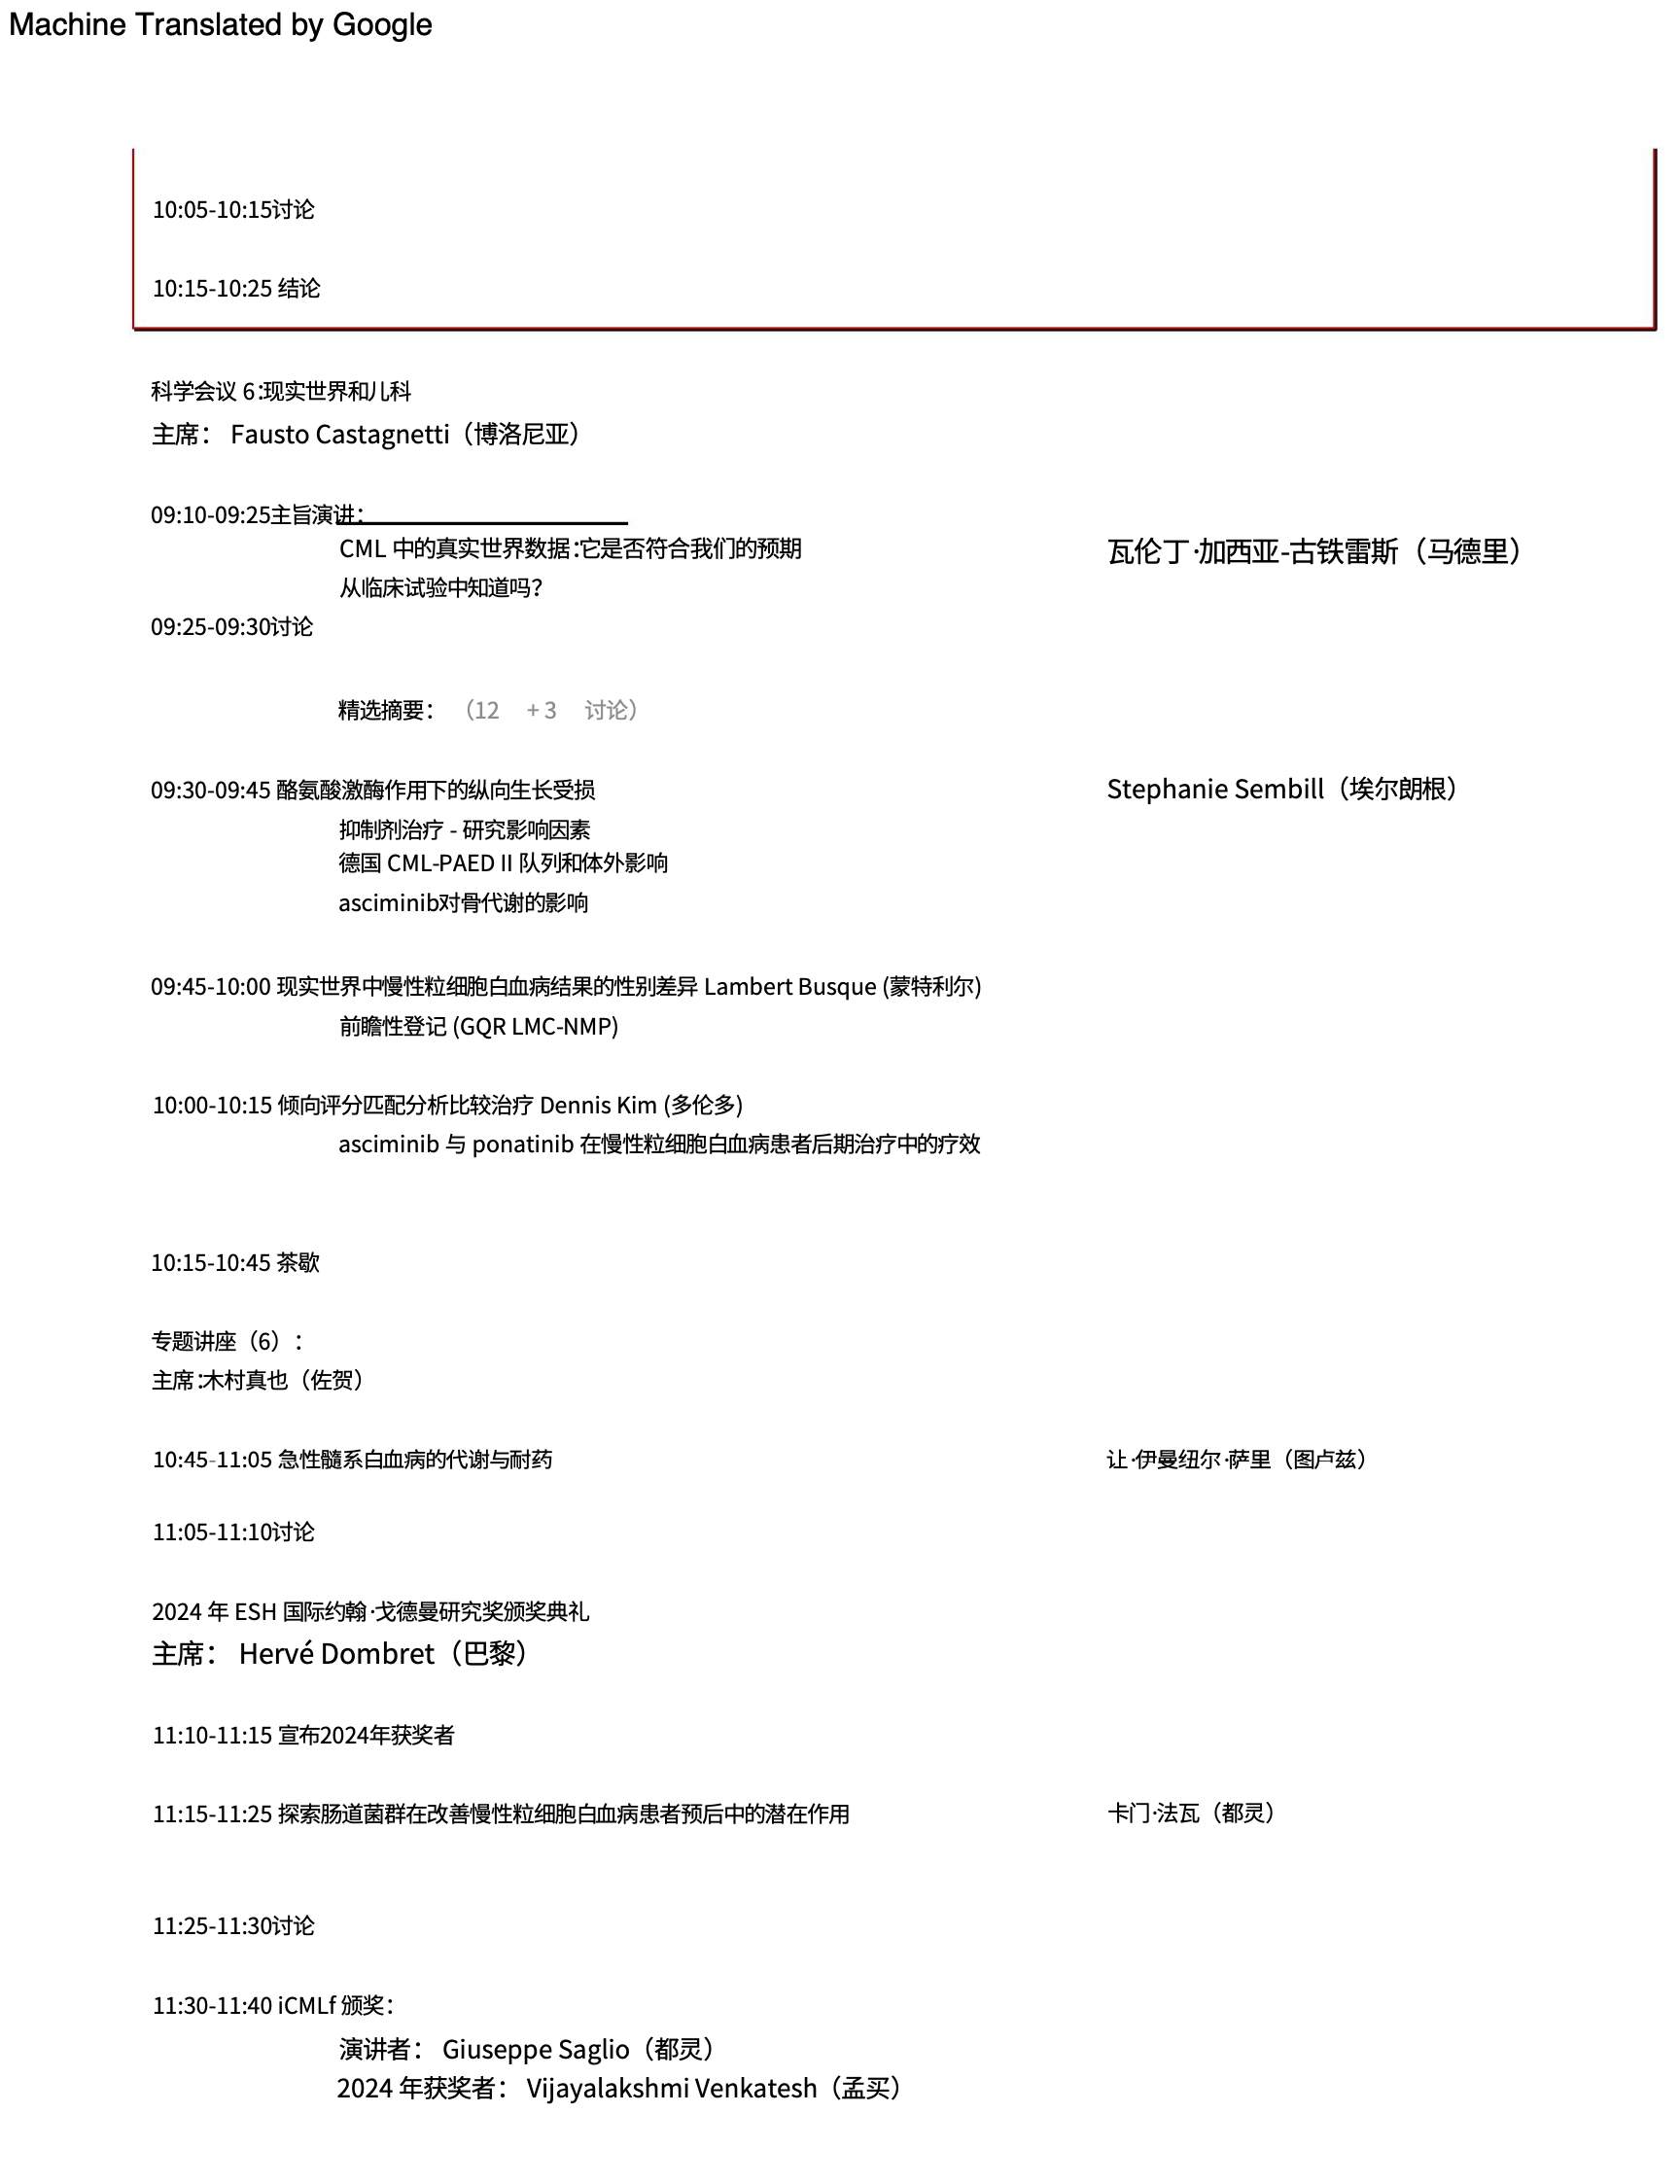 Machine Translated by Google
10:05-10:15讨论
10:15-10:25 结论
科学会议 6:现实世界和儿科
主席： Fausto Castagnetti（博洛尼亚）
09:10-09:25主旨演讲：
CML 中的真实世界数据:它是否符合我们的预期
瓦伦丁·加西亚-古铁雷斯（马德里）
从临床试验中知道吗？
09:25-09:30讨论
精选摘要： （12 + 3 讨论）
09:30-09:45 酪氨酸激酶作用下的纵向生长受损
Stephanie Sembill（埃尔朗根）
抑制剂治疗 - 研究影响因素
德国 CML-PAED II 队列和体外影响
asciminib对骨代谢的影响
09:45-10:00 现实世界中慢性粒细胞白血病结果的性别差异 Lambert Busque (蒙特利尔)
前瞻性登记 (GQR LMC-NMP)
10:00-10:15 倾向评分匹配分析比较治疗 Dennis Kim (多伦多)
asciminib 与 ponatinib 在慢性粒细胞白血病患者后期治疗中的疗效
10:15-10:45 茶歇
专题讲座（6）：
主席:木村真也（佐贺）
10:45-11:05 急性髓系白血病的代谢与耐药
让·伊曼纽尔·萨里（图卢兹）
11:05-11:10讨论
2024 年 ESH 国际约翰·戈德曼研究奖颁奖典礼
主席： Hervé Dombret（巴黎）
11:10-11:15 宣布2024年获奖者
11:15-11:25 探索肠道菌群在改善慢性粒细胞白血病患者预后中的潜在作用
卡门·法瓦（都灵）
11:25-11:30讨论
11:30-11:40 iCMLf 颁奖：
演讲者： Giuseppe Saglio（都灵）
2024 年获奖者： Vijayalakshmi Venkatesh（孟买）